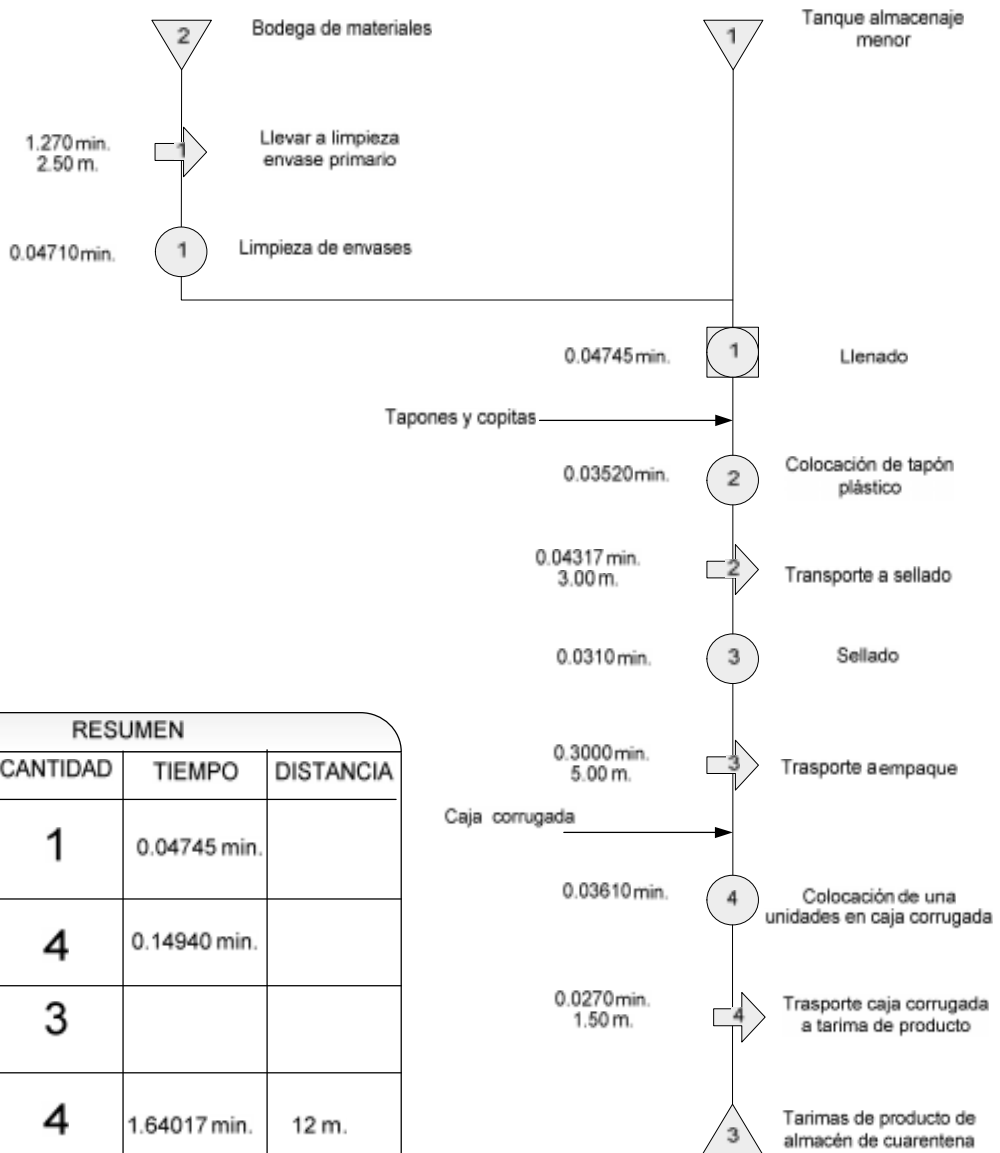 2
Bodega de materiales
1
Tanque almacenaje
menor
1.270 min.
2.50 m.
1
Llevar a limpieza
envase primario
0.04710 min.
1
Limpieza de envases
0.04745 min.
1
Llenado
Tapones y copitas
0.03520 min.
2
Colocación de tapón
plástico
0.04317 min.
3.00 m.
2
Transporte a sellado
0.0310 min.
3
Sellado
0.3000 min.
5.00 m.
3
Trasporte a empaque
Caja corrugada
0.03610 min.
4
Colocación de una
unidades en caja corrugada
0.0270 min.
1.50 m.
4
Trasporte caja corrugada
a tarima de producto
3
Tarimas de producto de
almacén de cuarentena
RESUMEN
CANTIDAD TIEMPO DISTANCIA
1 0.04745 min.
4 0.14940 min.
3
4 1.64017 min. 12 m.